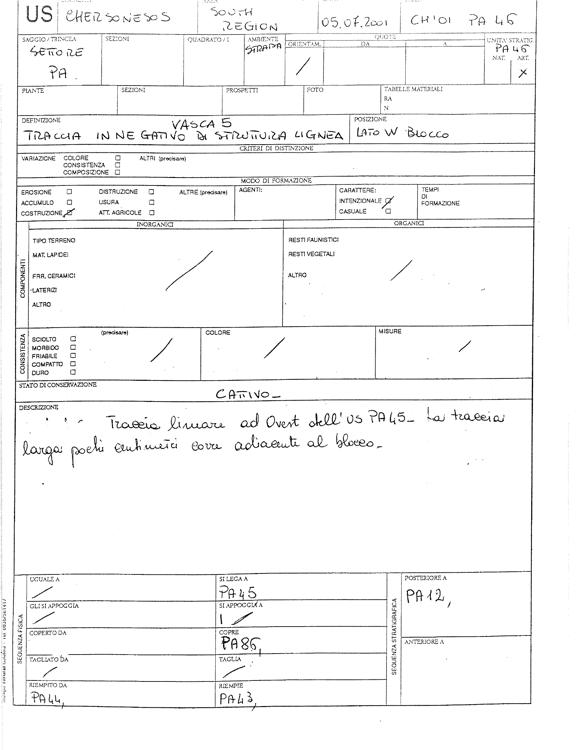 US CHERSONESOS SOUTH REGION 05.07.2001 CH'01 PA 46
SAGGIO/TRINCEA SEZIONI QUADRATO/I AMBIENTE QUOTE UNITA' STRATIG.
SETTORE PA. STRADA ORIENTAM. DA A PA46
NAT. ART.
/ x
PIANTE SEZIONI PROSPETTI FOTO TABELLE MATERIALI
RA
N.
DEFINIZIONE VASCA 5 POSIZIONE
TRACCIA IN NEGATIVO DI STRUTTURA LIGNEA LATO W BLOCCO
CRITERI DI DISTINZIONE
VARIAZIONE COLORE ALTRI (precisare)
CONSISTENZA
COMPOSIZIONE
MODO DI FORMAZIONE
EROSIONE DISTRUZIONE ALTRE (precisare) AGENTI: CARATTERE: TEMPI
ACCUMULO USURA INTENZIONALE DI
COSTRUZIONE ATT. AGRICOLE CASUALE FORMAZIONE
INORGANICI ORGANICI
COMPONENTI
TIPO TERRENO RESTI FAUNISTICI
MAT. LAPIDEI RESTI VEGETALI
FRR. CERAMICI ALTRO
LATERIZI
ALTRO
CONSISTENZA
SCIOLTO (precisare) COLORE MISURE
MORBIDO
FRIABILE
COMPATTO
DURO
STATO DI CONSERVAZIONE
CATTIVO
DESCRIZIONE
Traccia lineare ad Ovest dell'US PA45_ La traccia
larga pochi centimetri corre adiacente al blocco_
SEQUENZA FISICA
UGUALE A SI LEGA A
/ PA45
GLI SI APPOGGIA SI APPOGGIA A
COPERTO DA COPRE
PA86,
TAGLIATO DA TAGLIA
RIEMPITO DA RIEMPIE
PA44, PA43,
SEQUENZA STRATIGRAFICA
POSTERIORE A
PA12,
ANTERIORE A